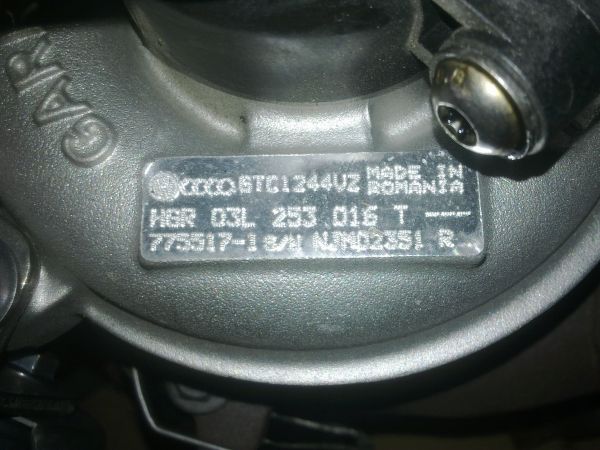 GAR
GTC1244VZ MADE IN ROMANIA
HGR 03L 253 016 T ---
775517-1 S/N NJMD2351 R